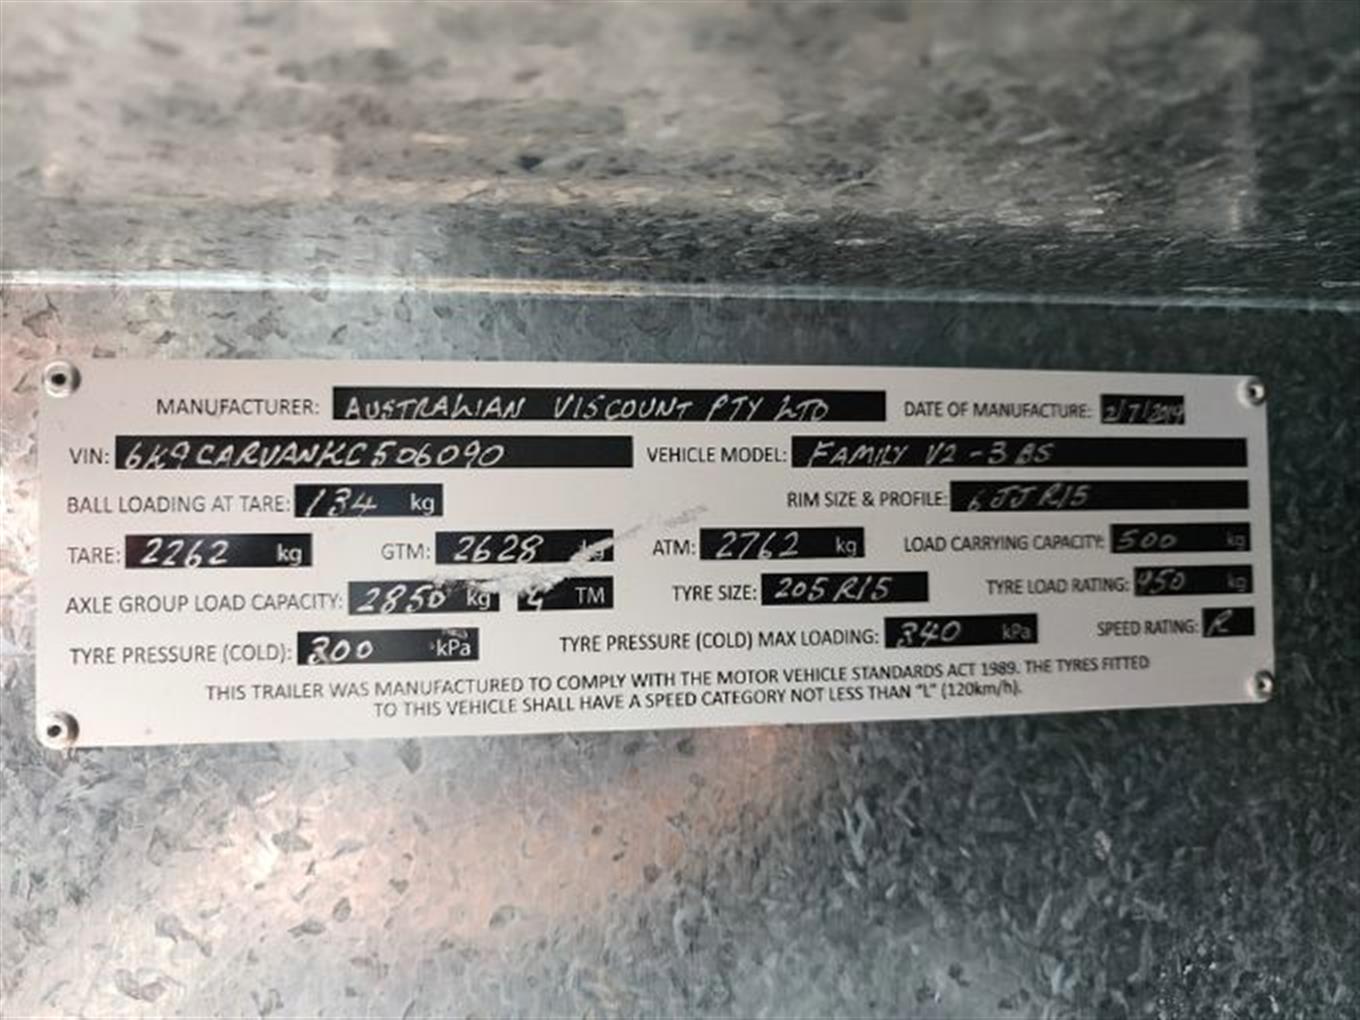 MANUFACTURER: AUSTRALIAN VISCOUNT PTY LTD DATE OF MANUFACTURE: 2/7/2019
VIN: 6K9CARVANKC506090 VEHICLE MODEL: FAMILY V2-3 BS
BALL LOADING AT TARE: 134 kg RIM SIZE & PROFILE: 6JJR15
TARE: 2262 kg GTM: 2628 kg ATM: 2762 kg LOAD CARRYING CAPACITY: 500 kg
AXLE GROUP LOAD CAPACITY: 2850 kg TM TYRE SIZE: 205 R15 TYRE LOAD RATING: 950 kg
TYRE PRESSURE (COLD): 300 kPa TYRE PRESSURE (COLD) MAX LOADING: 340 kPa SPEED RATING: R
THIS TRAILER WAS MANUFACTURED TO COMPLY WITH THE MOTOR VEHICLE STANDARDS ACT 1989. THE TYRES FITTED
TO THIS VEHICLE SHALL HAVE A SPEED CATEGORY NOT LESS THAN "L" (120km/h).